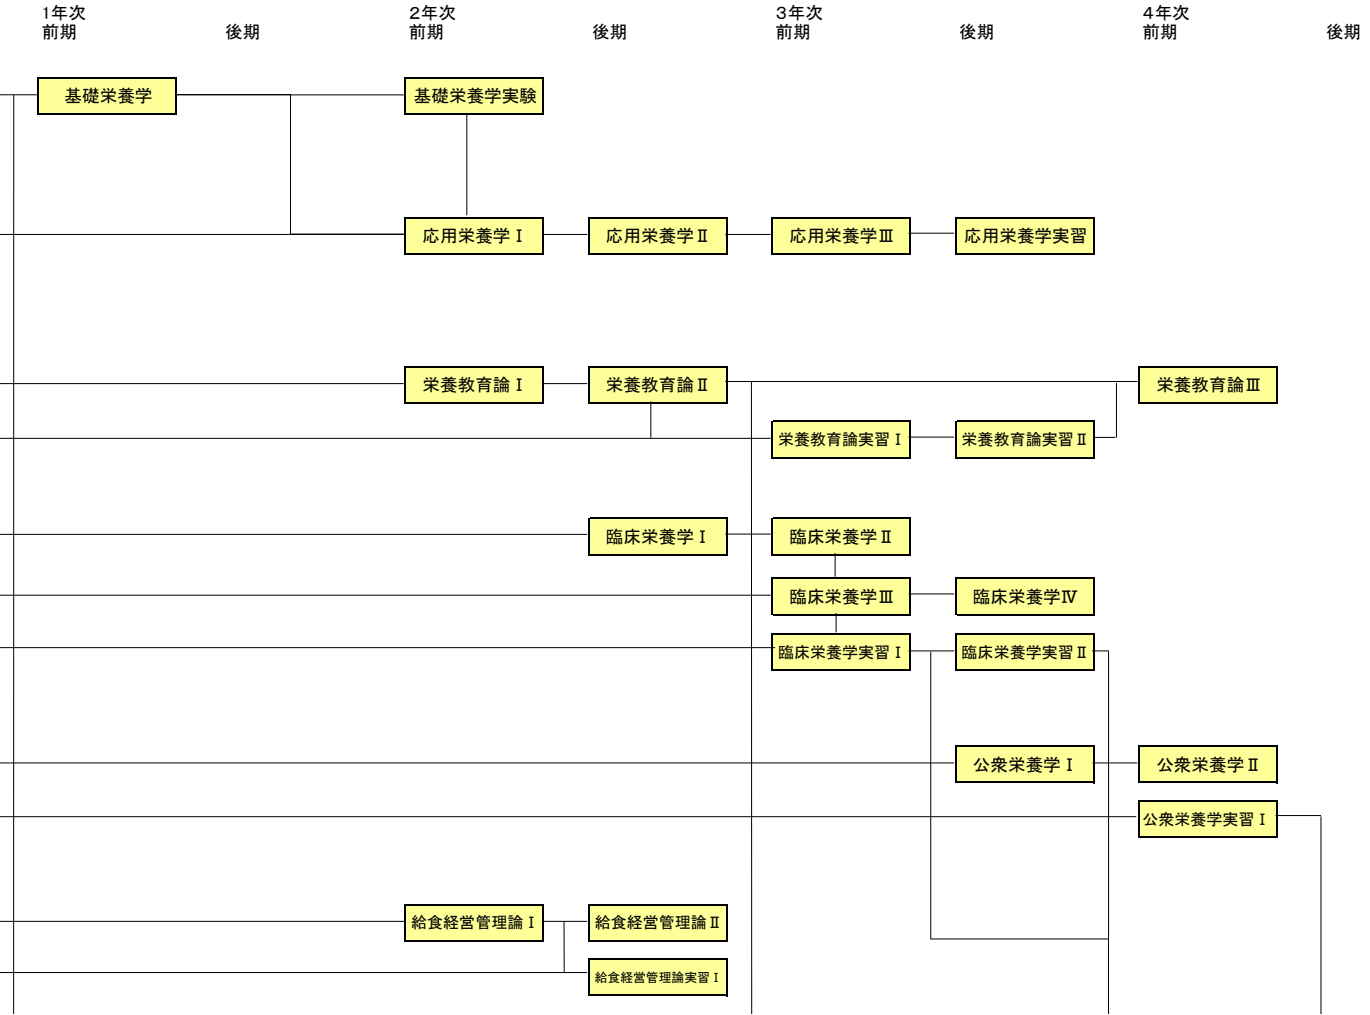 1年次 2年次 3年次 4年次
前期 後期 前期 後期 前期 後期 前期 後期
基礎栄養学 基礎栄養学実験
応用栄養学Ⅰ 応用栄養学Ⅱ 応用栄養学Ⅲ 応用栄養学実習
栄養教育論Ⅰ 栄養教育論Ⅱ 栄養教育論Ⅲ
栄養教育論実習Ⅰ 栄養教育論実習Ⅱ
臨床栄養学Ⅰ 臨床栄養学Ⅱ
臨床栄養学Ⅲ 臨床栄養学Ⅳ
臨床栄養学実習Ⅰ 臨床栄養学実習Ⅱ
公衆栄養学Ⅰ 公衆栄養学Ⅱ
公衆栄養学実習Ⅰ
給食経営管理論Ⅰ 給食経営管理論Ⅱ
給食経営管理論実習Ⅰ